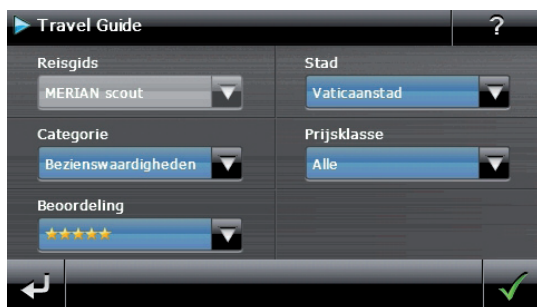 Travel Guide
?
Reisgids
MERIAN scout
Stad
Vaticaanstad
Categorie
Bezienswaardigheden
Prijsklasse
Alle
Beoordeling